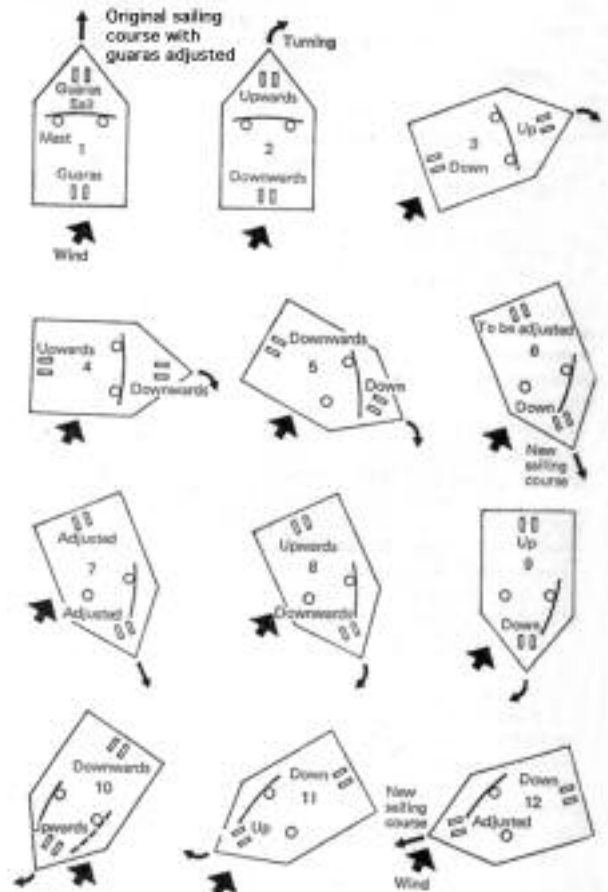 Original sailing
course with
guaras adjusted
Guaras
Sail
Mast
1
Guaras
Wind
Turning
Upwards
2
Downwards
3
Up
Down
Upwards
4
Downwards
Downwards
5
Down
To be adjusted
6
Down
New
sailing
course
Adjusted
7
Adjusted
Upwards
8
Downwards
Up
9
Down
Downwards
10
Upwards
Down
11
Up
New
sailing
course
Down
12
Adjusted
Wind